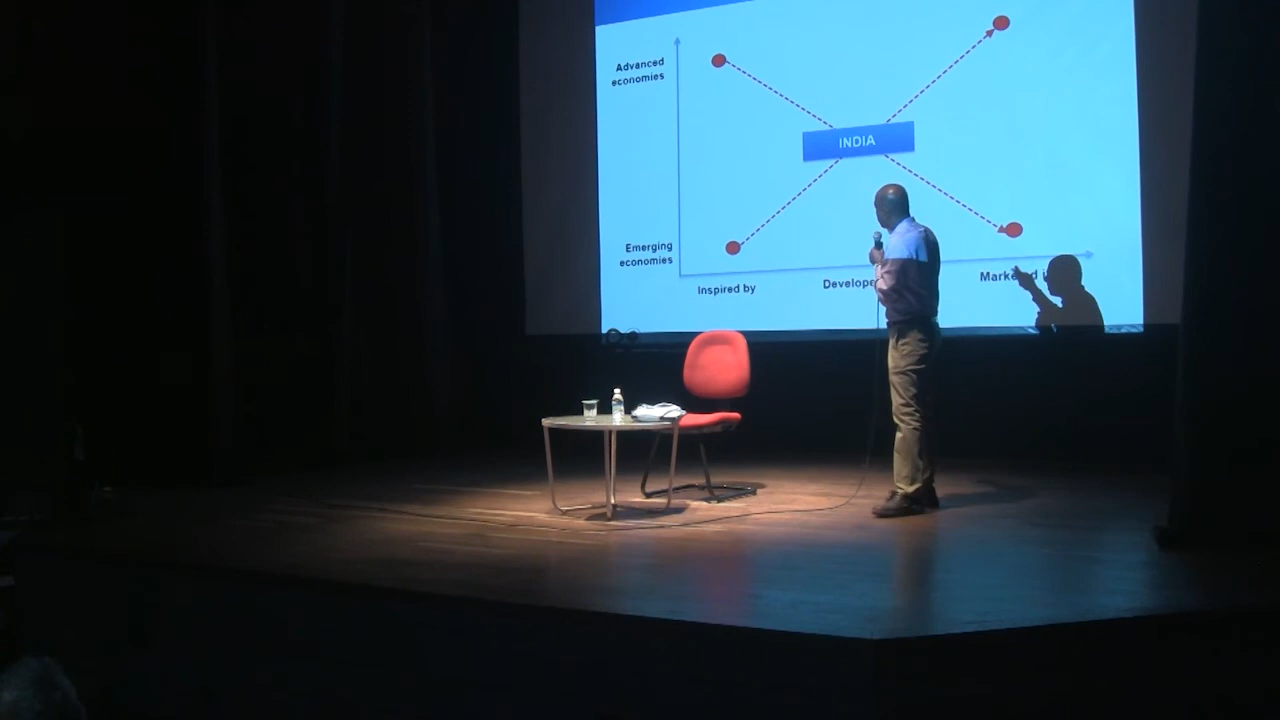 Advanced
economies
INDIA
Emerging
economies
Inspired by